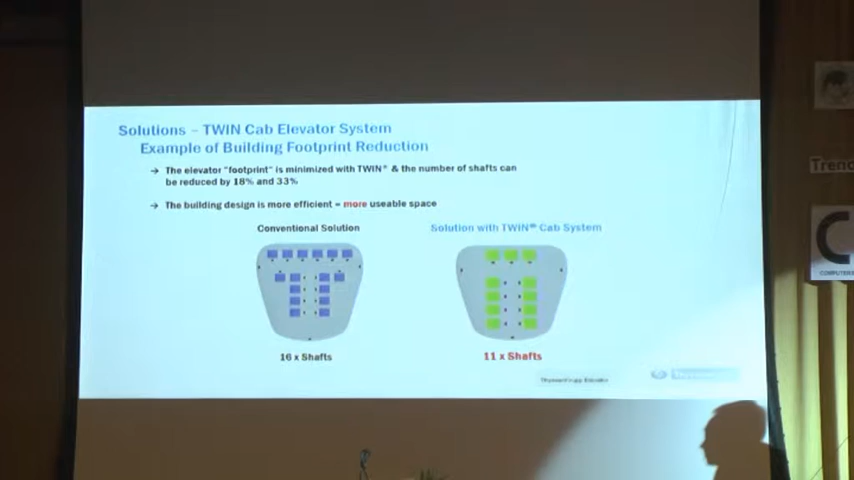 Solutions – TWIN Cab Elevator System
Example of Building Footprint Reduction
→ The elevator "footprint" is minimized with TWIN® & the number of shafts can
be reduced by 18% and 33%
→ The building design is more efficient = more useable space
Conventional Solution
Solution with TWIN® Cab System
16 x Shafts
11 x Shafts
ThyssenKrupp Elevator
Trend
C